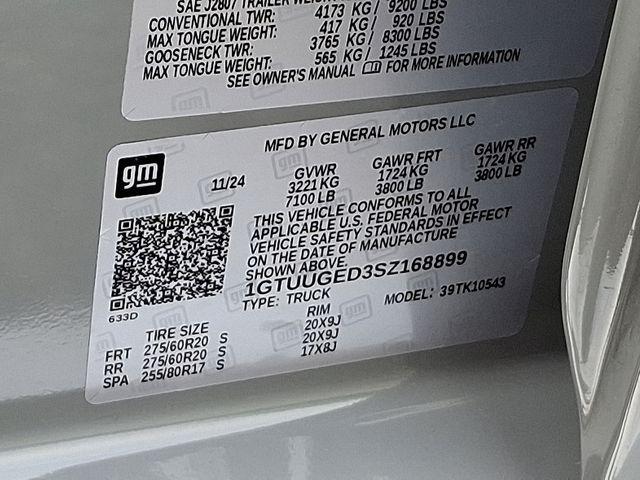 SAE J2807 TRAILER WEIGHT
CONVENTIONAL TWR: 4173 KG / 9200 LBS
MAX TONGUE WEIGHT: 417 KG / 920 LBS
GOOSENECK TWR: 3765 KG / 8300 LBS
MAX TONGUE WEIGHT: 565 KG / 1245 LBS
SEE OWNER'S MANUAL FOR MORE INFORMATION
MFD BY GENERAL MOTORS LLC
gm
11/24
GVWR GAWR FRT GAWR RR
3221 KG 1724 KG 1724 KG
7100 LB 3800 LB 3800 LB
THIS VEHICLE CONFORMS TO ALL
APPLICABLE U.S. FEDERAL MOTOR
VEHICLE SAFETY STANDARDS IN EFFECT
ON THE DATE OF MANUFACTURE
SHOWN ABOVE.
1GTUUGED3SZ168899
TYPE: TRUCK MODEL: 39TK10543
633D
TIRE SIZE RIM
FRT 275/60R20 S 20X9J
RR 275/60R20 S 20X9J
SPA 255/80R17 S 17X8J